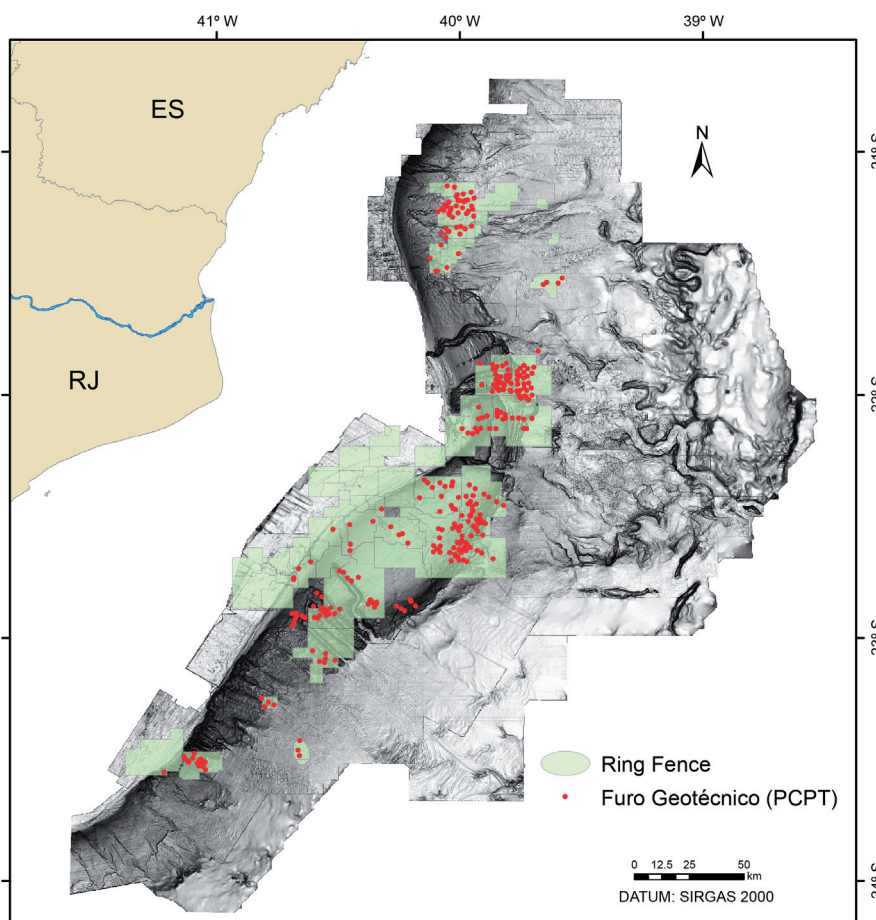 41° W
40° W
39° W
ES
N
RJ
Ring Fence
Furo Geotécnico (PCPT)
0 12.5 25 50
km
DATUM: SIRGAS 2000